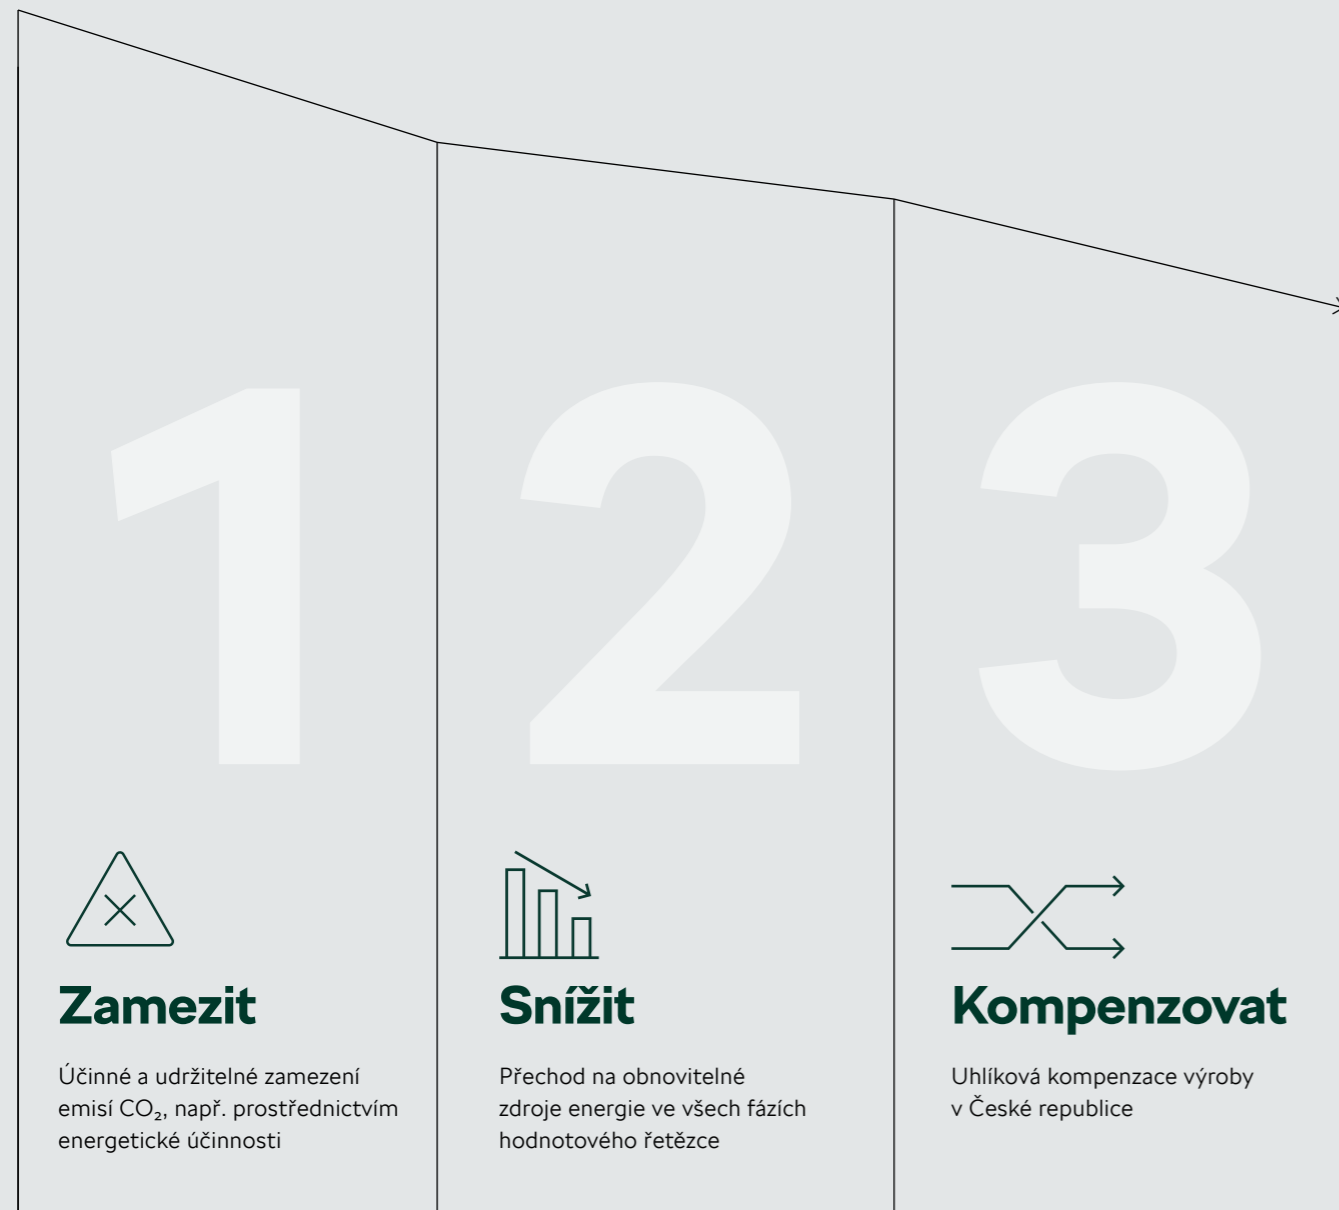 1
Zamezit
Účinné a udržitelné zamezení
emisí CO₂, např. prostřednictvím
energetické účinnosti
2
Snížit
Přechod na obnovitelné
zdroje energie ve všech fázích
hodnotového řetězce
3
Kompenzovat
Uhlíková kompenzace výroby
v České republice